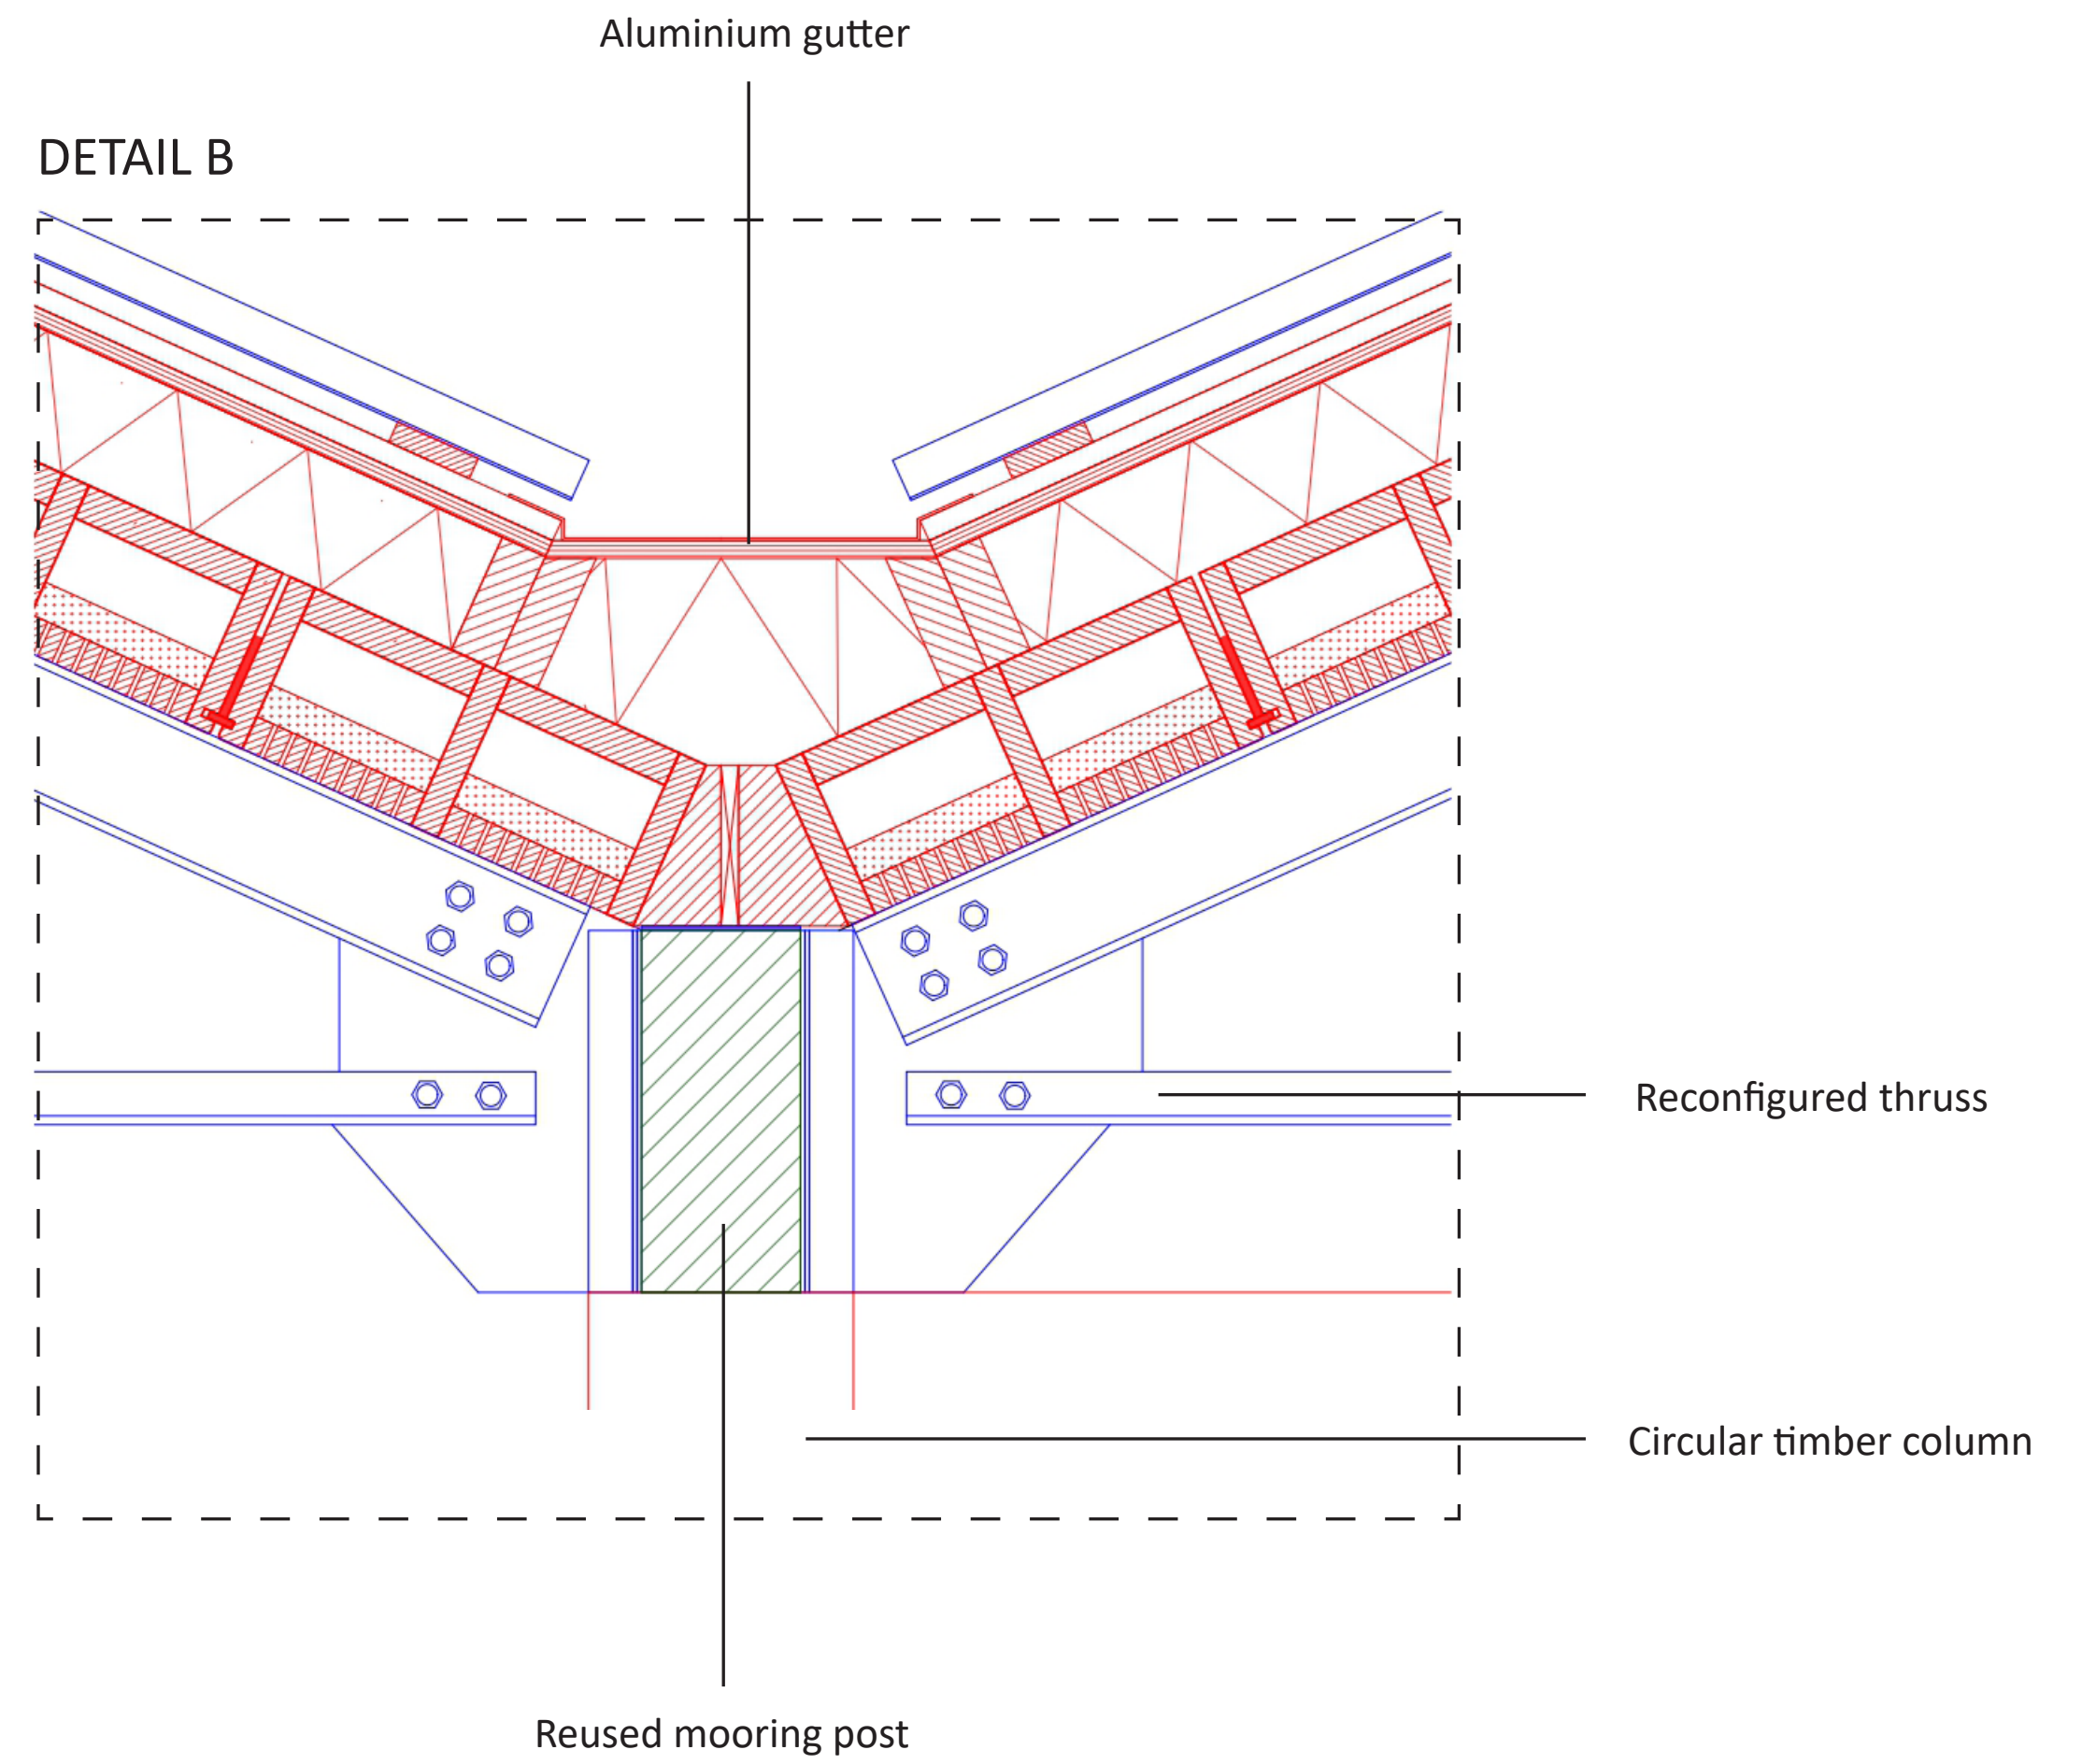 Aluminium gutter
DETAIL B
Reconfigured thruss
Circular timber column
Reused mooring post